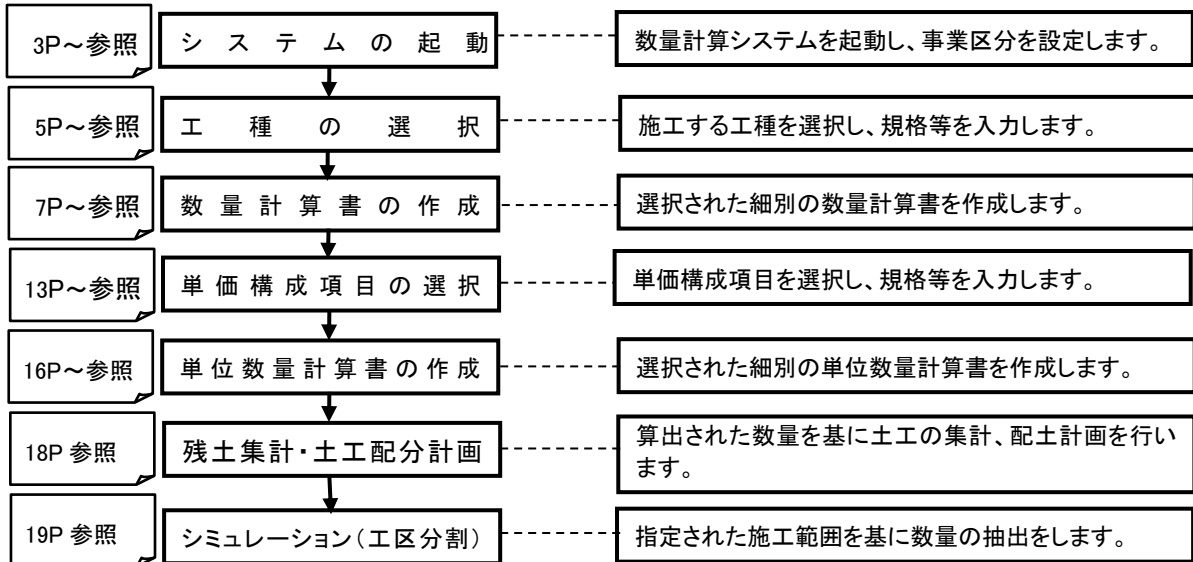 3P～参照
システムの起動
数量計算システムを起動し、事業区分を設定します。
5P～参照
工種の選択
施工する工種を選択し、規格等を入力します。
7P～参照
数量計算書の作成
選択された細別の数量計算書を作成します。
13P～参照
単価構成項目の選択
単価構成項目を選択し、規格等を入力します。
16P～参照
単位数量計算書の作成
選択された細別の単位数量計算書を作成します。
18P 参照
残土集計・土工配分計画
算出された数量を基に土工の集計、配土計画を行い
ます。
19P 参照
シミュレーション（工区分割）
指定された施工範囲を基に数量の抽出をします。